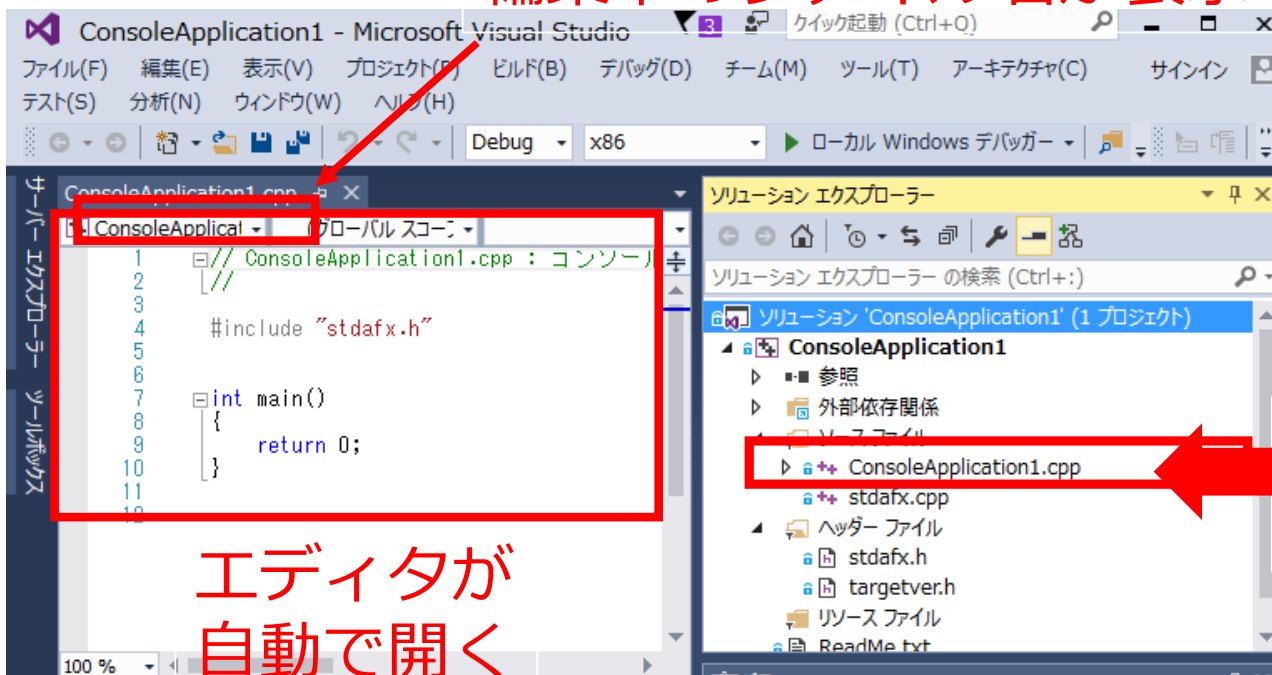 ConsoleApplication1 - Microsoft Visual Studio
3
クイック起動 (Ctrl+Q)
ファイル(F) 編集(E) 表示(V) プロジェクト(P) ビルド(B) デバッグ(D) チーム(M) ツール(T) アーキテクチャ(C) サインイン
テスト(S) 分析(N) ウィンドウ(W) ヘルプ(H)
Debug x86 ローカル Windows デバッガー
サーバー エクスプローラー
ツールボックス
ConsoleApplication1.cpp
ConsoleApplicat (グローバル スコープ
1 // ConsoleApplication1.cpp : コンソール
2 //
3
4 #include "stdafx.h"
5
6
7 int main()
8 {
9 return 0;
10 }
11
12
エディタが
自動で開く
100 %
ソリューション エクスプローラー
ソリューション エクスプローラー の検索 (Ctrl+:)
ソリューション 'ConsoleApplication1' (1 プロジェクト)
ConsoleApplication1
参照
外部依存関係
ソース ファイル
ConsoleApplication1.cpp
stdafx.cpp
ヘッダー ファイル
stdafx.h
targetver.h
リソース ファイル
ReadMe.txt